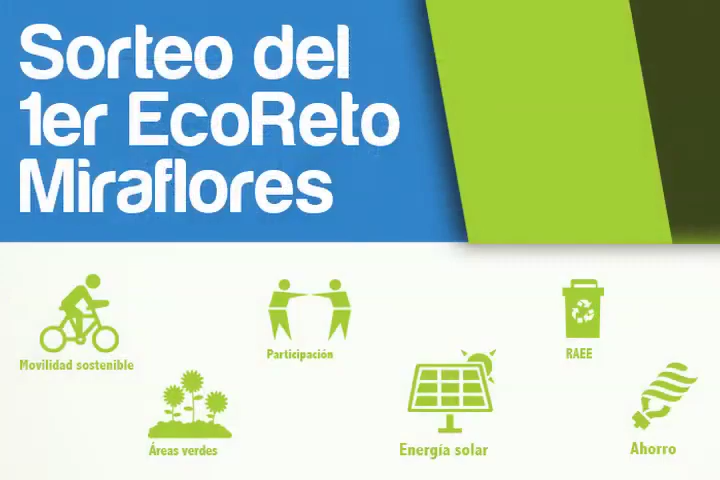 Sorteo del
1er EcoReto
Miraflores
Movilidad sostenible
Participación
RAEE
Áreas verdes
Energía solar
Ahorro